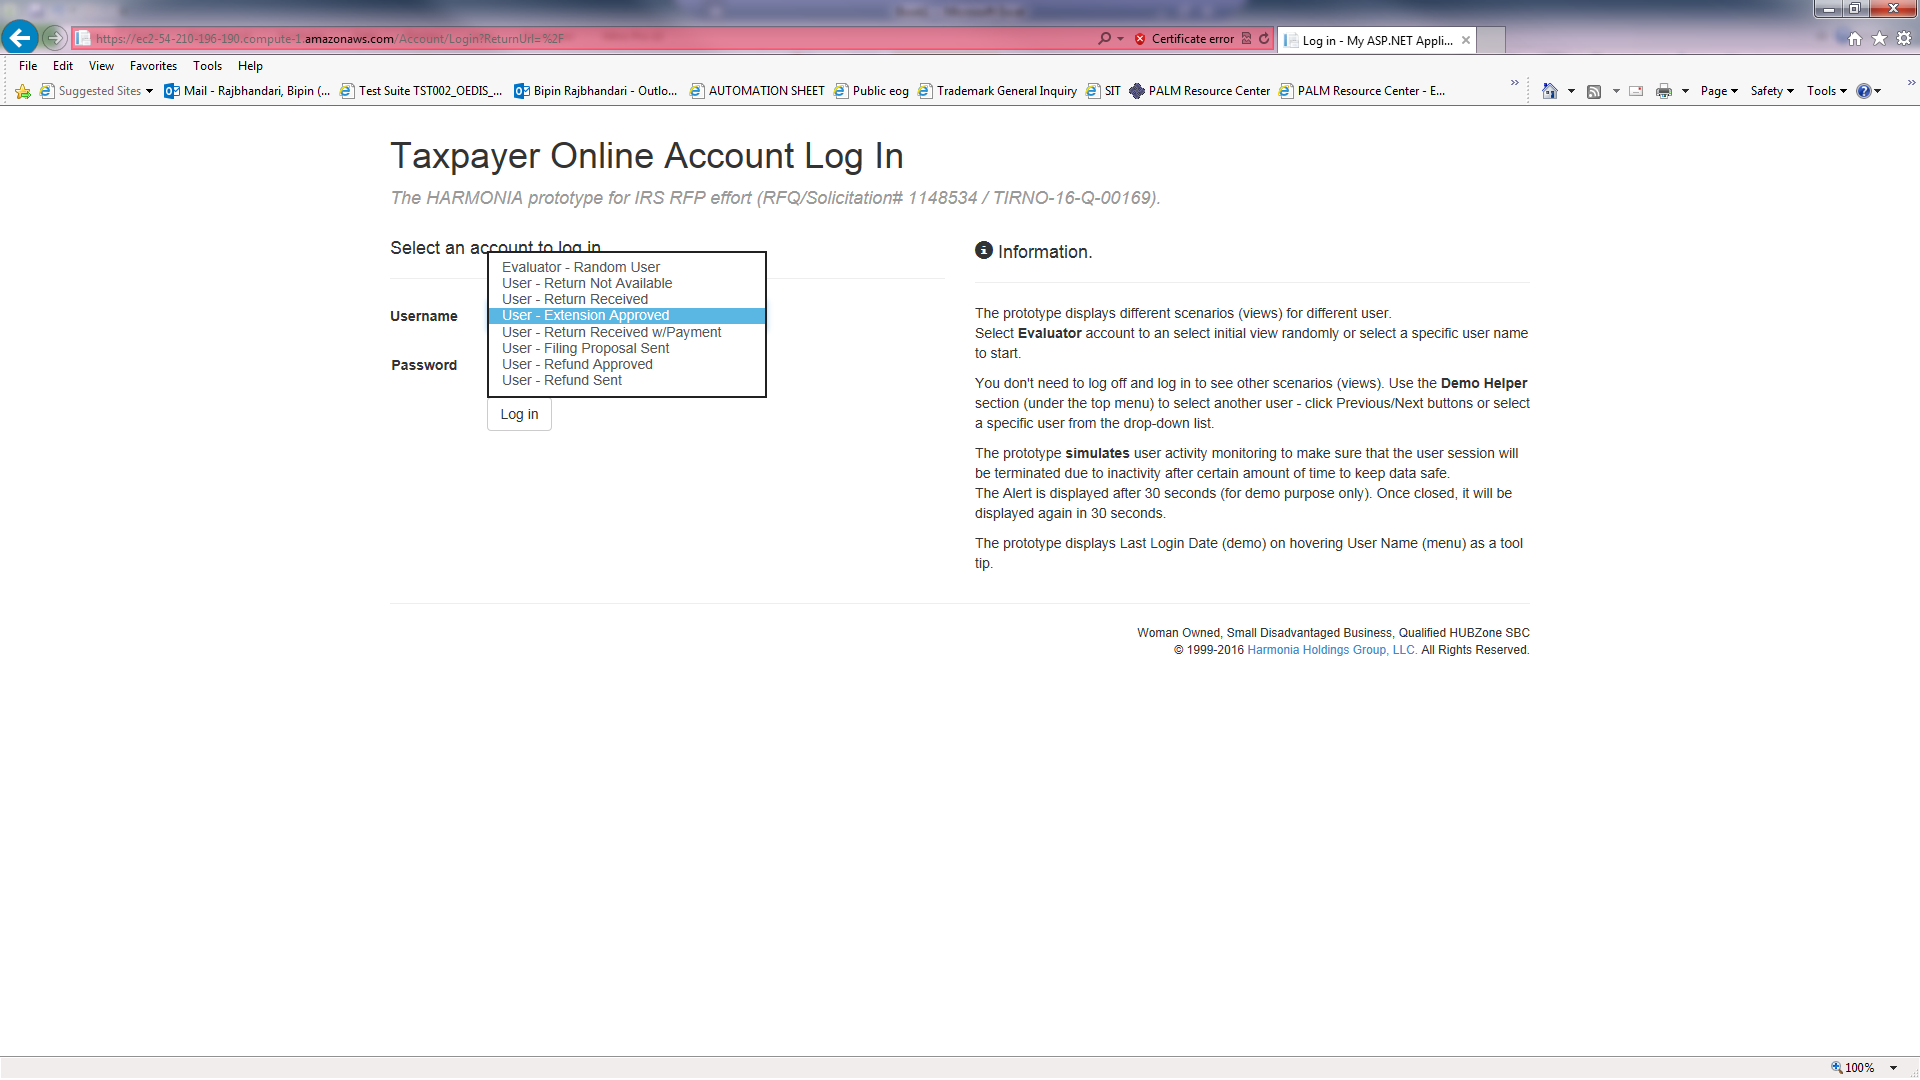 https://ec2-54-210-196-190.compute-1.amazonaws.com/Account/Login?ReturnUrl=%2F
Certificate error
Log in - My ASP.NET Appli...
File Edit View Favorites Tools Help
Suggested Sites
Mail - Rajbhandari, Bipin (...
Test Suite TST002_OEDIS_...
Bipin Rajbhandari - Outlo...
AUTOMATION SHEET
Public eog
Trademark General Inquiry
SIT
PALM Resource Center
PALM Resource Center - E...
Page Safety Tools
Taxpayer Online Account Log In
The HARMONIA prototype for IRS RFP effort (RFQ/Solicitation# 1148534 / TIRNO-16-Q-00169).
Select an account to log in
Evaluator - Random User
User - Return Not Available
User - Return Received
Username
User - Extension Approved
User - Return Received w/Payment
User - Filing Proposal Sent
Password
User - Refund Approved
User - Refund Sent
Log in
Information.
The prototype displays different scenarios (views) for different user.
Select Evaluator account to an select initial view randomly or select a specific user name
to start.
You don't need to log off and log in to see other scenarios (views). Use the Demo Helper
section (under the top menu) to select another user - click Previous/Next buttons or select
a specific user from the drop-down list.
The prototype simulates user activity monitoring to make sure that the user session will
be terminated due to inactivity after certain amount of time to keep data safe.
The Alert is displayed after 30 seconds (for demo purpose only). Once closed, it will be
displayed again in 30 seconds.
The prototype displays Last Login Date (demo) on hovering User Name (menu) as a tool
tip.
Woman Owned, Small Disadvantaged Business, Qualified HUBZone SBC
© 1999-2016 Harmonia Holdings Group, LLC. All Rights Reserved.
100%